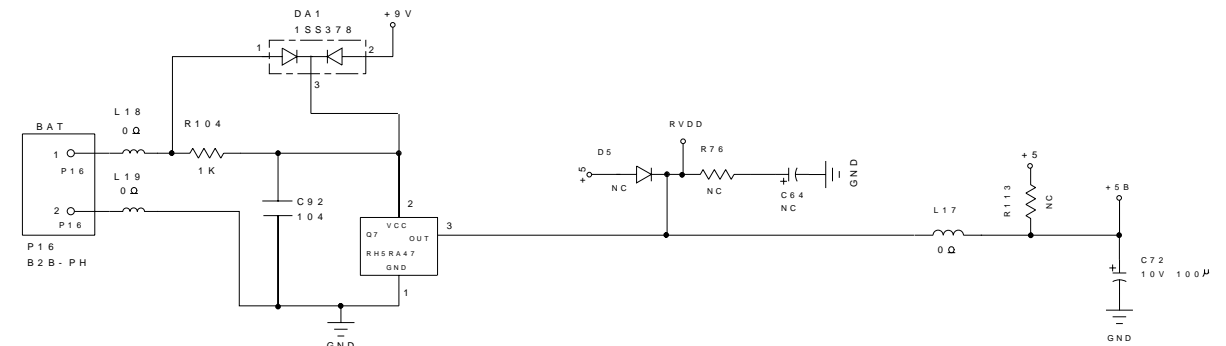 DA1
1SS378
+9V
1
2
3
L18
0Ω
R104
1K
BAT
1
P16
L19
0Ω
2
P16
P16
B2B-PH
C92
104
2
VCC
Q7
OUT
RH5RA47
GND
3
1
GND
RVDD
D5
+5
NC
R76
NC
C64
NC
+
GND
L17
0Ω
+5
R113
NC
+5B
+
C72
10V 100μ
GND